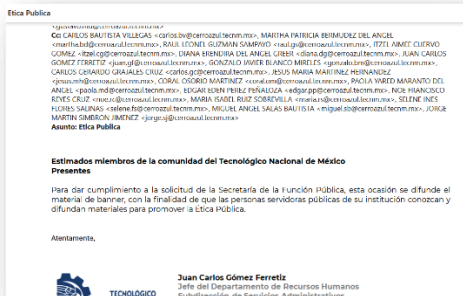 Etica Publica
Cc: CARLOS BAUTISTA VILLEGAS <carlos.bv@cerroazul.tecnm.mx>, MARTHA PATRICIA BERMUDEZ DEL ANGEL
<martha.bd@cerroazul.tecnm.mx>, RAUL LEONEL GUZMAN SAMPAYO <raul.gs@cerroazul.tecnm.mx>, ITZEL AIMEE CUERVO
GOMEZ <itzel.cg@cerroazul.tecnm.mx>, DIANA ERENDIRA DEL ANGEL GREER <diana.dg@cerroazul.tecnm.mx>, JUAN CARLOS
GOMEZ FERRETIZ <juan.gf@cerroazul.tecnm.mx>, GONZALO JAVIER BLANCO MIRELES <gonzalo.bm@cerroazul.tecnm.mx>,
CARLOS GERARDO GRAJALES CRUZ <carlos.gc@cerroazul.tecnm.mx>, JESUS MARIA MARTINEZ HERNANDEZ
<jesus.mh@cerroazul.tecnm.mx>, CORAL OSORIO MARTINEZ <coral.om@cerroazul.tecnm.mx>, PAOLA YARED MARANTO DEL
ANGEL <paola.md@cerroazul.tecnm.mx>, EDGAR EDEN PEREZ PEÑALOZA <edgar.pp@cerroazul.tecnm.mx>, NOE FRANCISCO
REYES CRUZ <noe.rc@cerroazul.tecnm.mx>, MARIA ISABEL RUIZ SOBREVILLA <maria.rs@cerroazul.tecnm.mx>, SELENE INES
FLORES SALINAS <selene.fs@cerroazul.tecnm.mx>, MIGUEL ANGEL SALAS BAUTISTA <miguel.sb@cerroazul.tecnm.mx>, JORGE
MARTIN SIMBRON JIMENEZ <jorge.sj@cerroazul.tecnm.mx>
Asunto: Etica Publica
Estimados miembros de la comunidad del Tecnológico Nacional de México
Presentes
Para dar cumplimiento a la solicitud de la Secretaría de la Función Pública, esta ocasión se difunde el
material de banner, con la finalidad de que las personas servidoras públicas de su institución conozcan y
difundan materiales para promover la Ética Pública.
Atentamente,
Juan Carlos Gómez Ferretiz
Jefe del Departamento de Recursos Humanos
TECNOLÓGICO
Subdirección de Servicios Administrativos